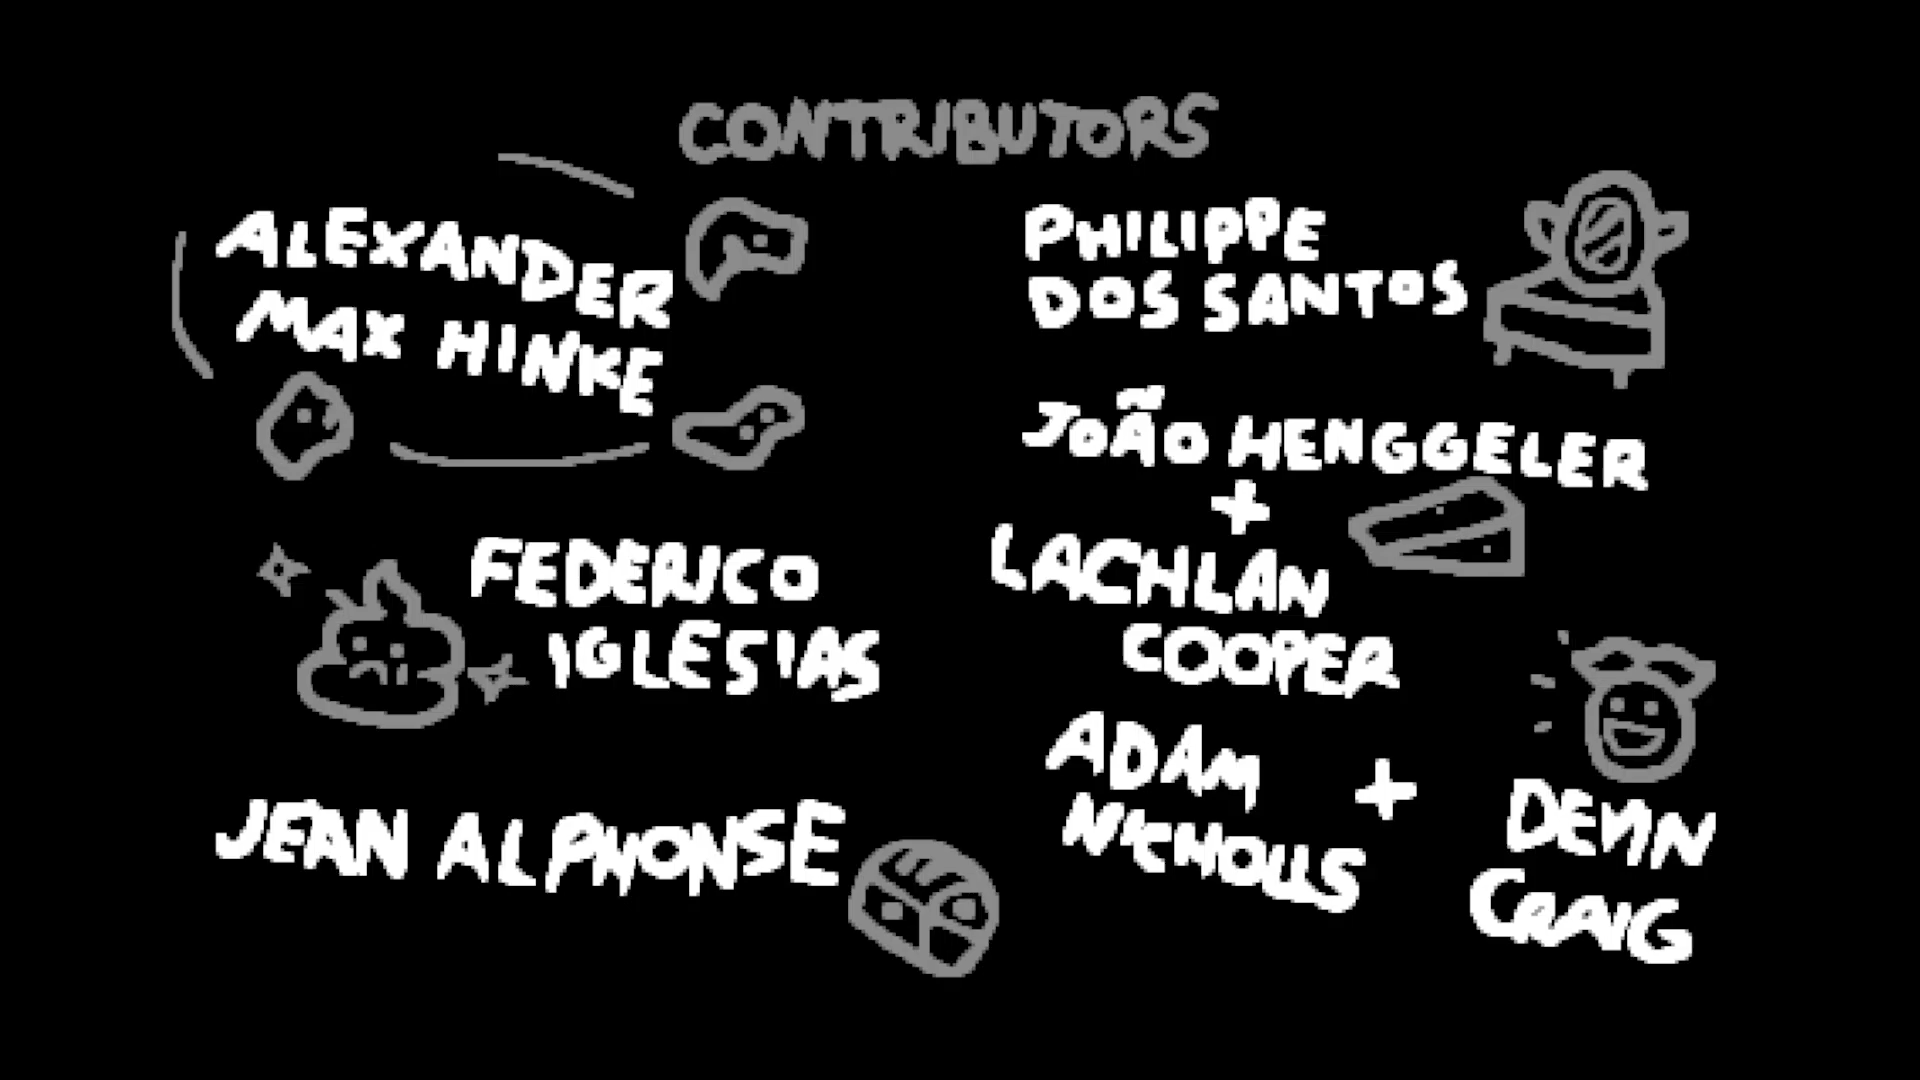 CONTRIBUTORS
ALEXANDER
MAX HINKE
FEDERICO
IGLESIAS
JEAN ALPHONSE
PHILIPPE
DOS SANTOS
JOÃO HENGGELER
+
LACHLAN
COOPER
ADAM
NICHOLLS
+
DEVIN
CRAIG